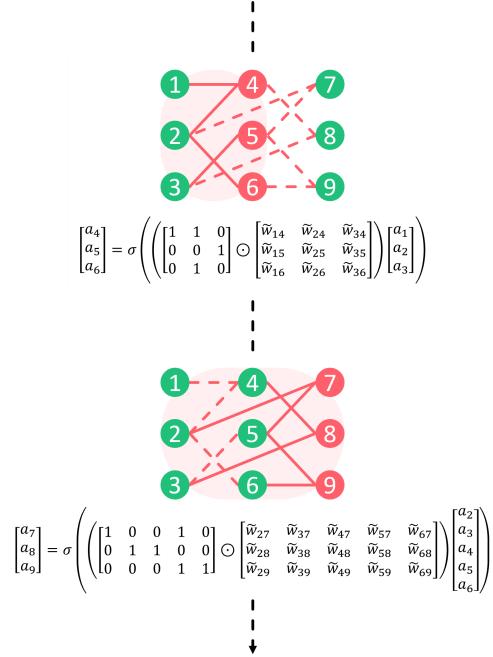 1 4 7
2 5 8
3 6 9
[a₄ a₅ a₆] = σ(([1 1 0; 0 0 1; 0 1 0] ⊙ [w̃₁₄ w̃₂₄ w̃₃₄; w̃₁₅ w̃₂₅ w̃₃₅; w̃₁₆ w̃₂₆ w̃₃₆]) [a₁ a₂ a₃])
1 4 7
2 5 8
3 6 9
[a₇ a₈ a₉] = σ(([1 0 0 1 0; 0 1 1 0 0; 0 0 0 1 1] ⊙ [w̃₂₇ w̃₃₇ w̃₄₇ w̃₅₇ w̃₆₇; w̃₂₈ w̃₃₈ w̃₄₈ w̃₅₈ w̃₆₈; w̃₂₉ w̃₃₉ w̃₄₉ w̃₅₉ w̃₆₉]) [a₂ a₃ a₄ a₅ a₆])